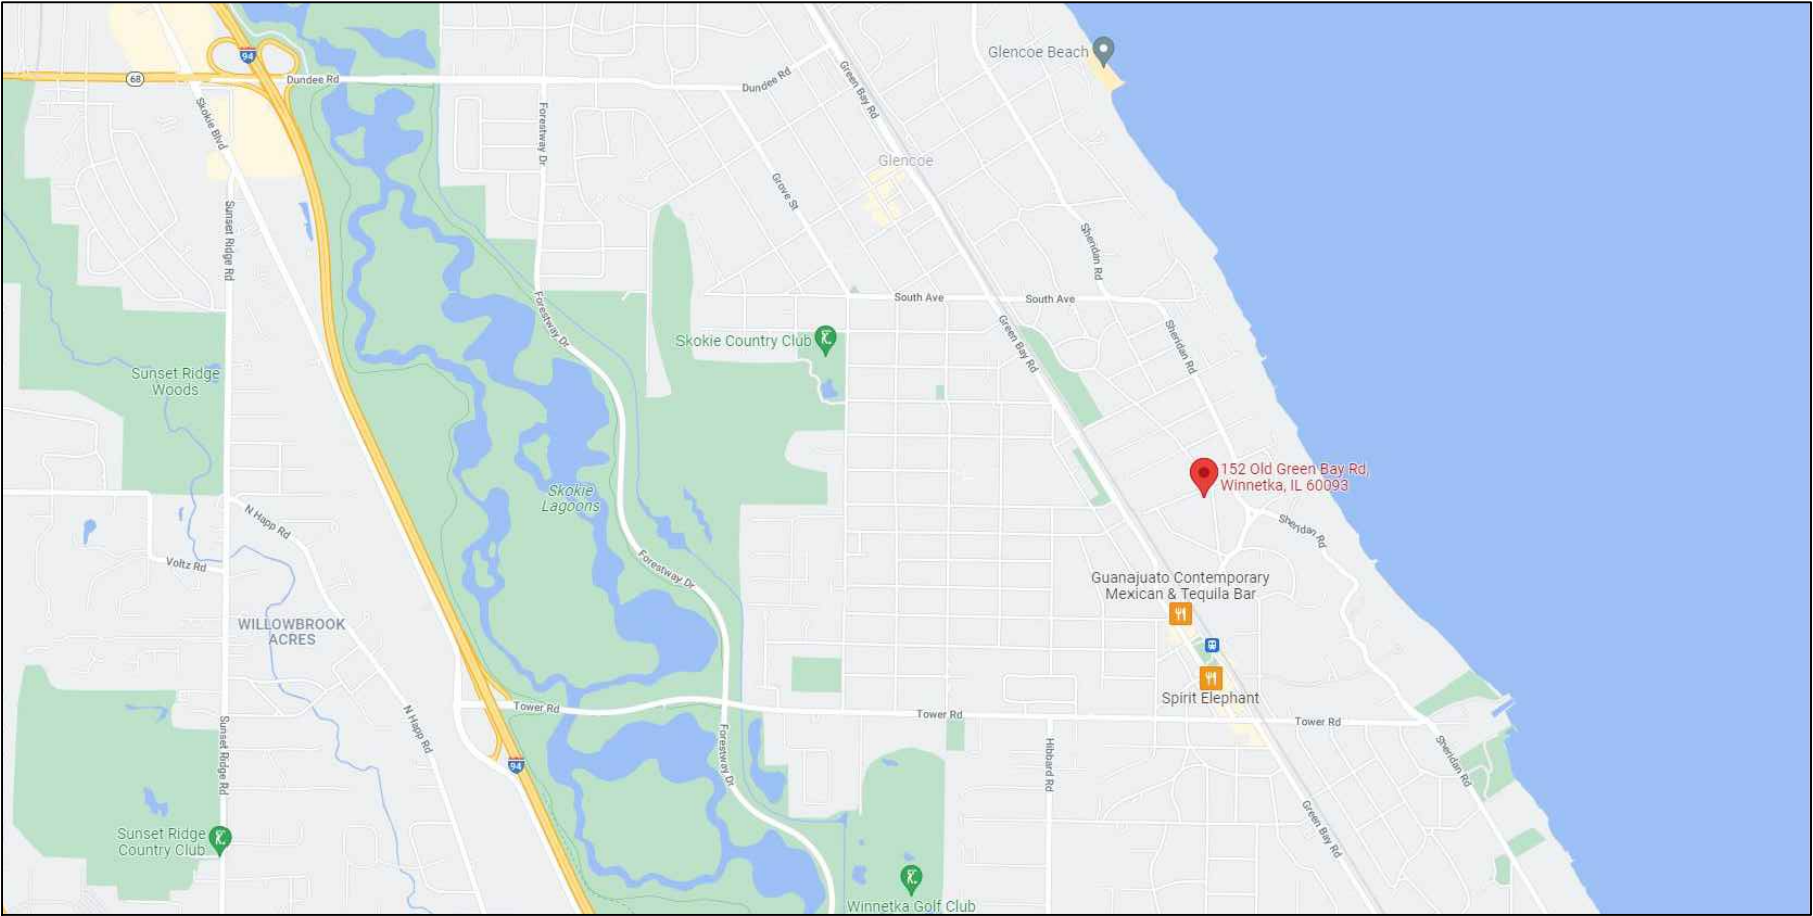 Glencoe Beach
94
68
Dundee Rd
Dundee Rd
Green Bay Rd
Skokie Blvd
Forestway Dr
Glencoe
Grove St
Sunset Ridge Rd
Sheridan Rd
South Ave
South Ave
Forestway Dr
Skokie Country Club
Green Bay Rd
Sheridan Rd
Sunset Ridge
Woods
152 Old Green Bay Rd,
Winnetka, IL 60093
Skokie
Lagoons
N Happ Rd
Sheridan Rd
Voltz Rd
Forestway Dr
Guanajuato Contemporary
Mexican & Tequila Bar
WILLOWBROOK
ACRES
Spirit Elephant
Tower Rd
Tower Rd
Tower Rd
N Happ Rd
Sunset Ridge Rd
Forestway Dr
94
Hibbard Rd
Sheridan Rd
Green Bay Rd
Sunset Ridge
Country Club
Winnetka Golf Club